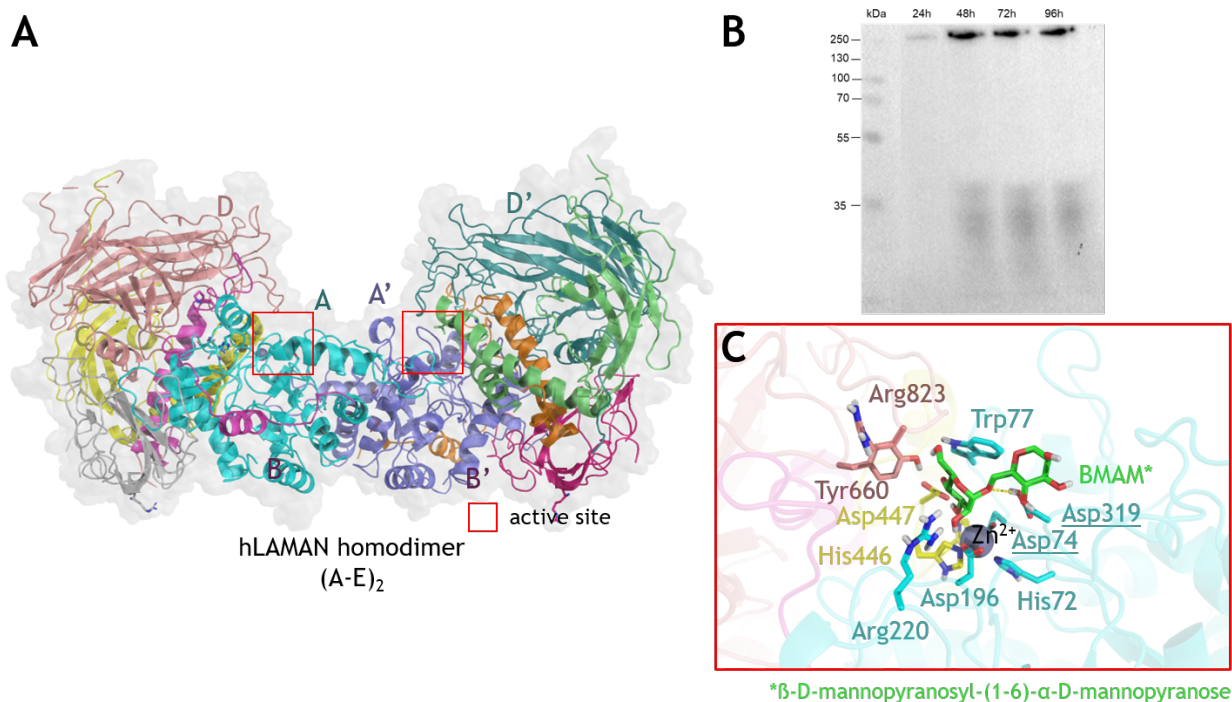 A
D
D'
A
A'
C
B
B'
active site
hLAMAN homodimer
(A-E)2
B
kDa 24h 48h 72h 96h
250
130
100
70
55
35
C
Arg823
Trp77
Tyr660
BMAM*
Asp447
Asp319
Zn2+
Asp74
His446
Asp196
His72
Arg220
*ß-D-mannopyranosyl-(1-6)-α-D-mannopyranose